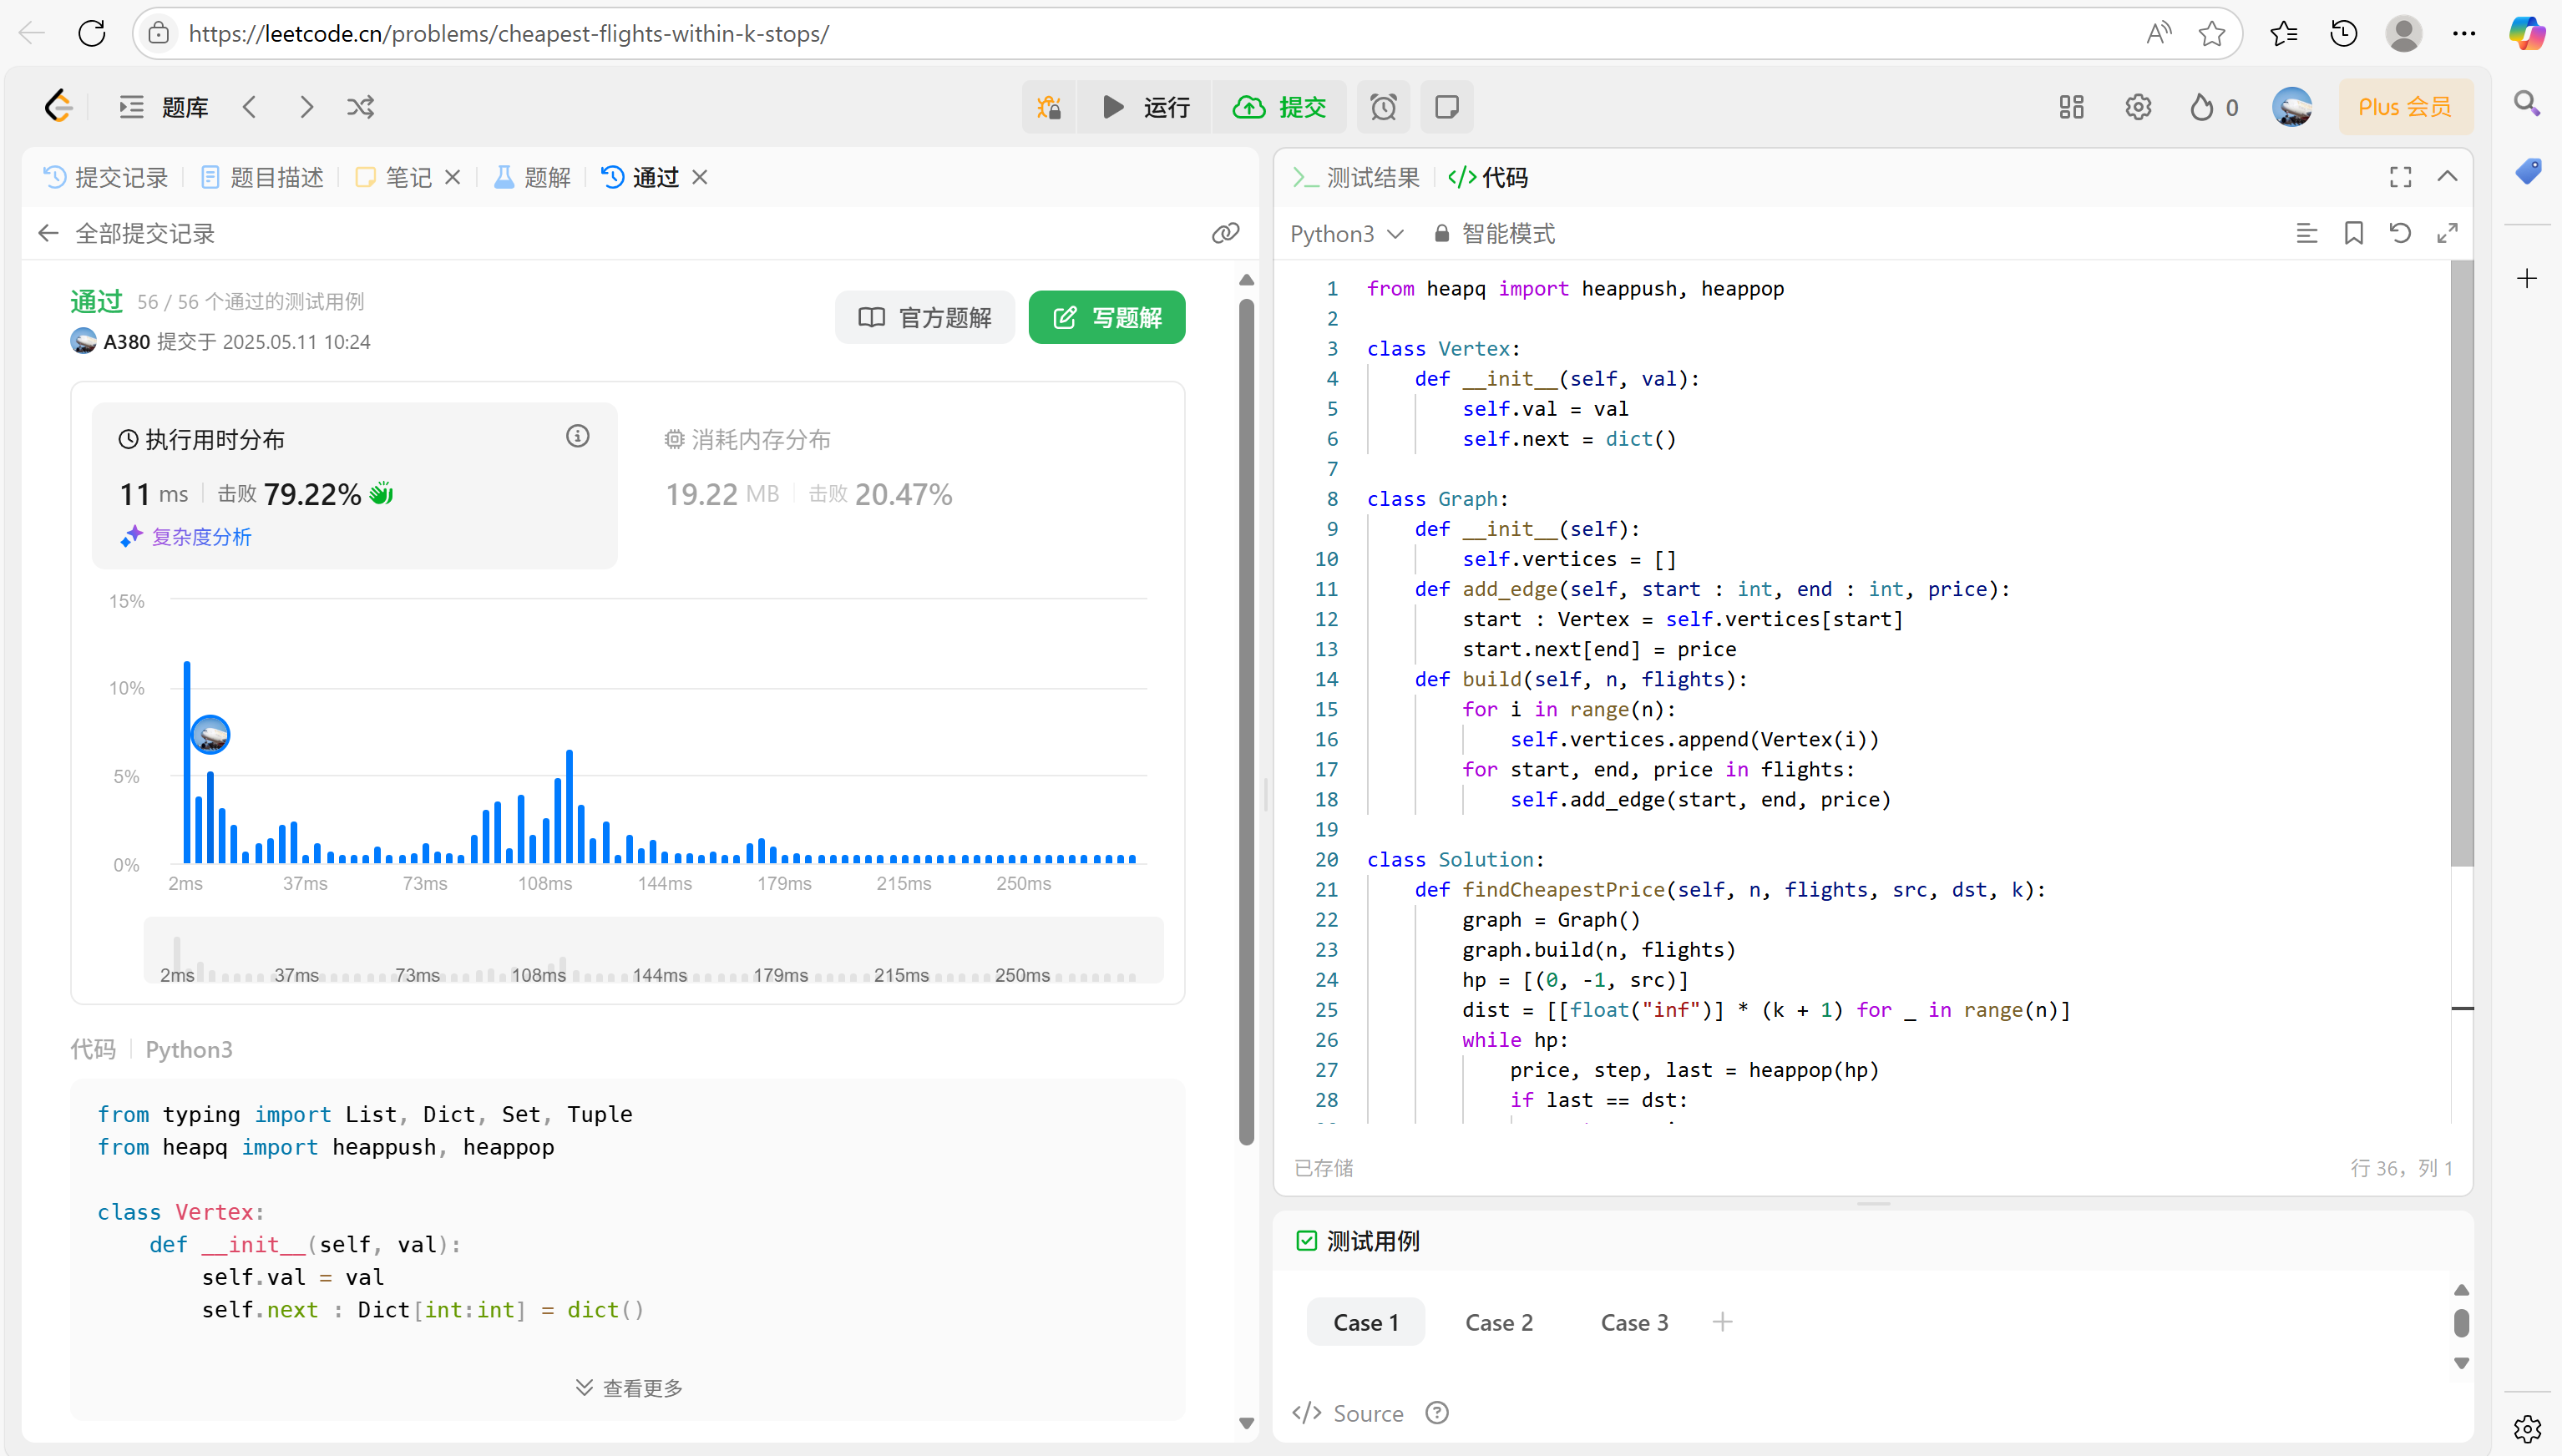 https://leetcode.cn/problems/cheapest-flights-within-k-stops/
题库
运行
提交
0
Plus 会员
提交记录
题目描述
笔记
题解
通过
全部提交记录
通过 56 / 56 个通过的测试用例
A380 提交于 2025.05.11 10:24
官方题解
写题解
执行用时分布
11 ms 击败 79.22%
复杂度分析
消耗内存分布
19.22 MB 击败 20.47%
15%
10%
5%
0%
2ms 37ms 73ms 108ms 144ms 179ms 215ms 250ms
2ms 37ms 73ms 108ms 144ms 179ms 215ms 250ms
代码 Python3
from typing import List, Dict, Set, Tuple
from heapq import heappush, heappop
class Vertex:
def __init__(self, val):
self.val = val
self.next : Dict[int:int] = dict()
查看更多
测试结果
代码
Python3
智能模式
1 from heapq import heappush, heappop
2
3 class Vertex:
4 def __init__(self, val):
5 self.val = val
6 self.next = dict()
7
8 class Graph:
9 def __init__(self):
10 self.vertices = []
11 def add_edge(self, start : int, end : int, price):
12 start : Vertex = self.vertices[start]
13 start.next[end] = price
14 def build(self, n, flights):
15 for i in range(n):
16 self.vertices.append(Vertex(i))
17 for start, end, price in flights:
18 self.add_edge(start, end, price)
19
20 class Solution:
21 def findCheapestPrice(self, n, flights, src, dst, k):
22 graph = Graph()
23 graph.build(n, flights)
24 hp = [(0, -1, src)]
25 dist = [[float("inf")] * (k + 1) for _ in range(n)]
26 while hp:
27 price, step, last = heappop(hp)
28 if last == dst:
已存储
行 36，列 1
测试用例
Case 1
Case 2
Case 3
Source